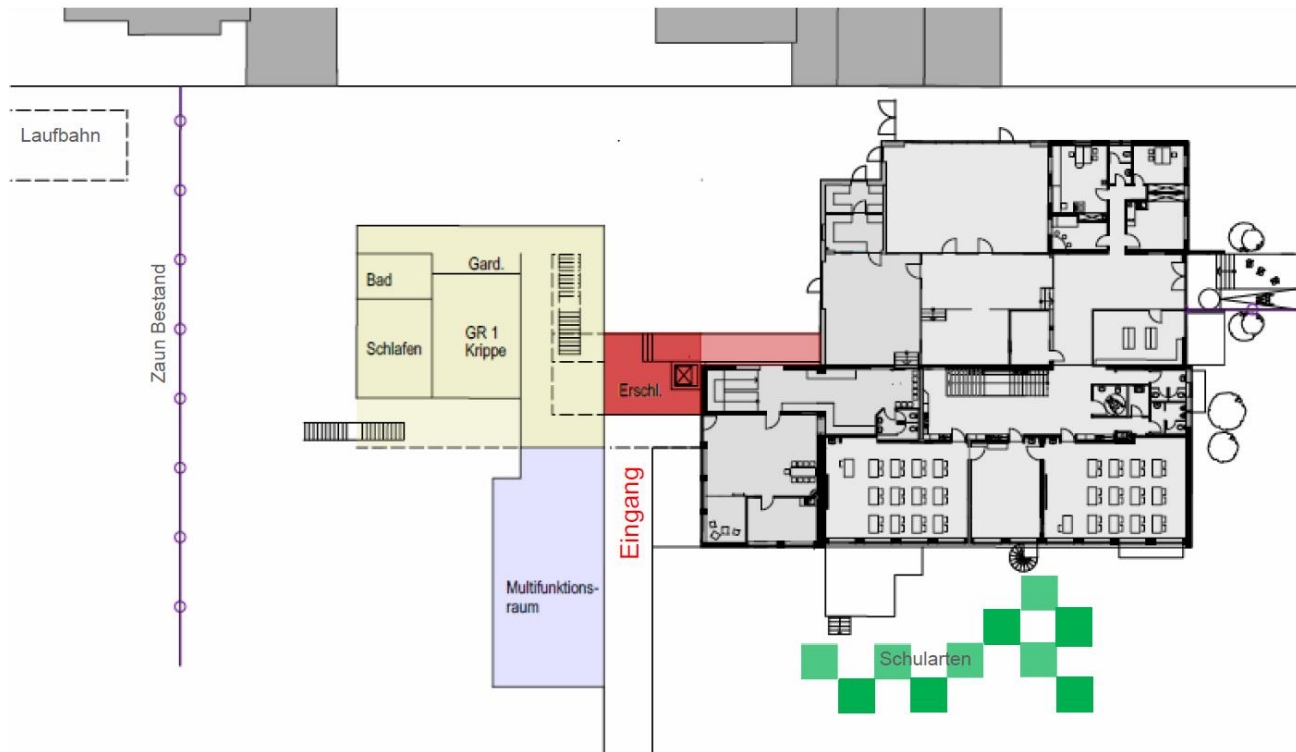 Laufbahn
Zaun Bestand
Gard.
Bad
GR 1
Krippe
Schlafen
Erschl.
Eingang
Multifunktions-
raum
Schularten